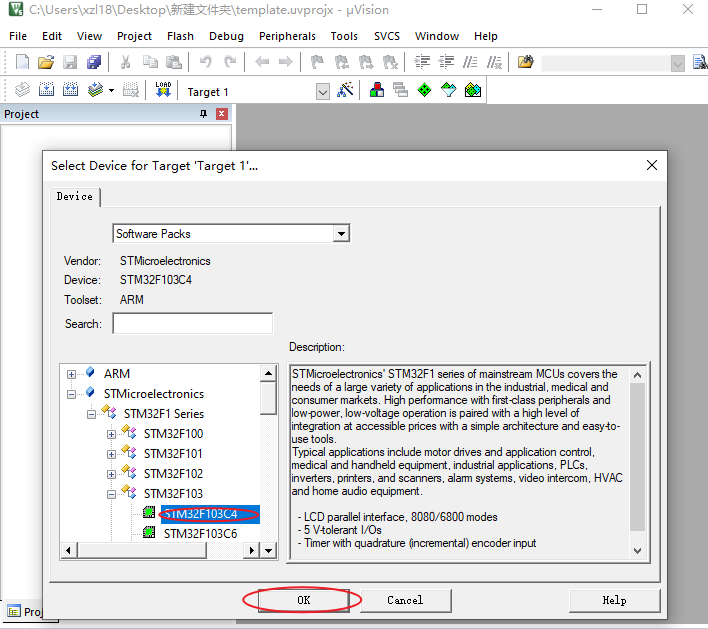 C:\Users\xzl18\Desktop\新建文件夹\template.uvprojx - µVision
File Edit View Project Flash Debug Peripherals Tools SVCS Window Help
LOAD
Target 1
Project
Select Device for Target 'Target 1'...
Device
Software Packs
Vendor: STMicroelectronics
Device: STM32F103C4
Toolset: ARM
Search:
Description:
ARM
STMicroelectronics
STM32F1 Series
STM32F100
STM32F101
STM32F102
STM32F103
STM32F103C4
STM32F103C6
STMicroelectronics' STM32F1 series of mainstream MCUs covers the
needs of a large variety of applications in the industrial, medical and
consumer markets. High perfomance with first-class peripherals and
low-power, low-voltage operation is paired with a high level of
integration at accessible prices with a simple architecture and easy-to-
use tools.
Typical applications include motor drives and application control,
medical and handheld equipment, industrial applications, PLCs,
inverters, printers, and scanners, alarm systems, video intercom, HVAC
and home audio equipment.
- LCD parallel interface, 8080/6800 modes
- 5 V-tolerant I/Os
- Timer with quadrature (incremental) encoder input
OK Cancel Help
Proj